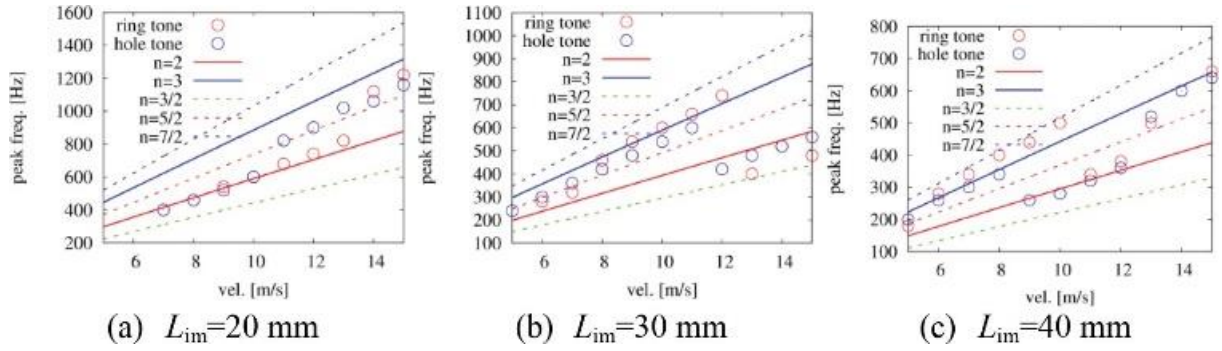 1600
1400
1200
1000
800
600
400
200
peak freq. [Hz]
ring tone
hole tone
n=2
n=3
n=3/2
n=5/2
n=7/2
6 8 10 12 14
vel. [m/s]
(a) Lim=20 mm
1100
1000
900
800
700
600
500
400
300
200
100
peak freq. [Hz]
ring tone
hole tone
n=2
n=3
n=3/2
n=5/2
n=7/2
6 8 10 12 14
vel. [m/s]
(b) Lim=30 mm
800
700
600
500
400
300
200
100
peak freq. [Hz]
ring tone
hole tone
n=2
n=3
n=3/2
n=5/2
n=7/2
6 8 10 12 14
vel. [m/s]
(c) Lim=40 mm